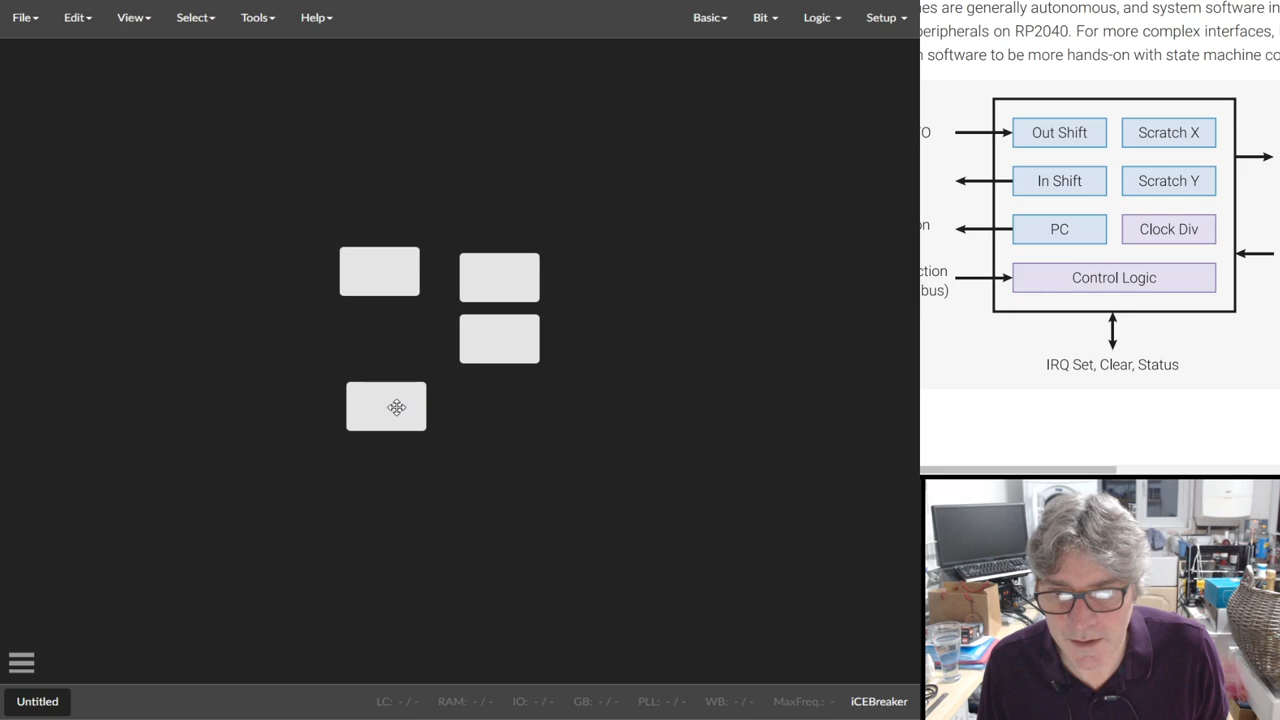 File Edit View Select Tools Help Basic Bit Logic Setup
nes are generally autonomous, and system software in
peripherals on RP2040. For more complex interfaces,
software to be more hands-on with state machine co
Out Shift Scratch X
In Shift Scratch Y
PC Clock Div
Control Logic
bus)
IRQ Set, Clear, Status
Untitled LC: - / - RAM: - / - IO: - / - GB: - / - PLL: - / - WB: - / - MaxFreq.: - iCEBreaker